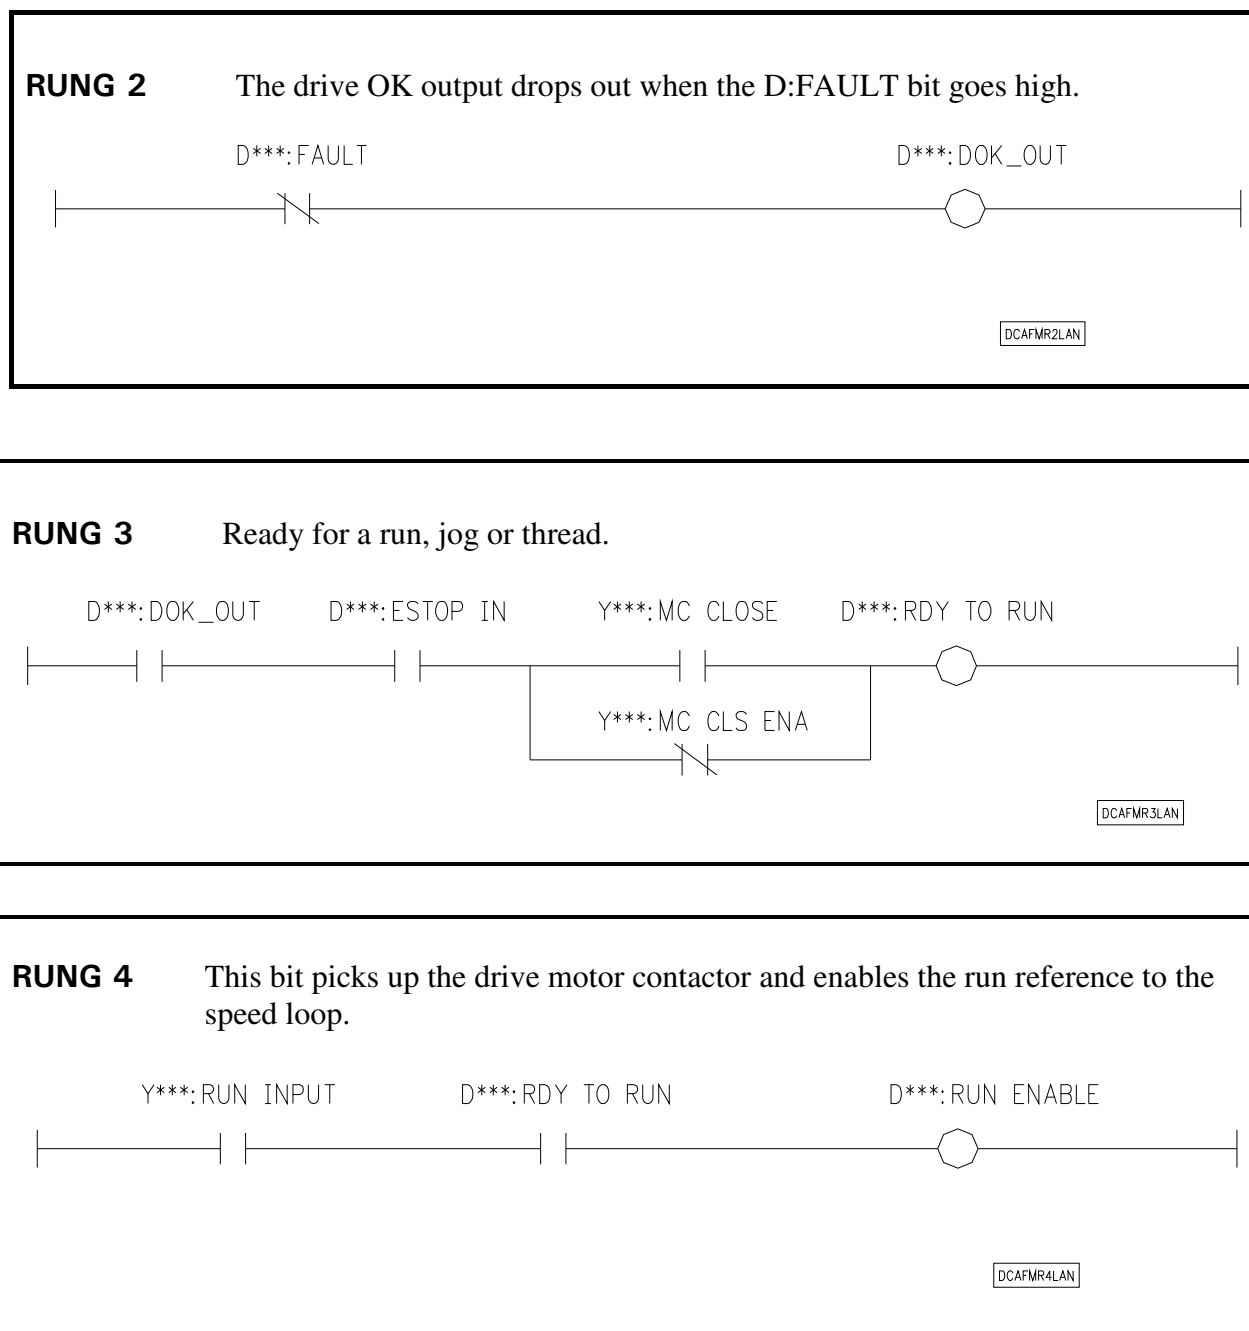 RUNG 2 The drive OK output drops out when the D:FAULT bit goes high.
D***:FAULT D***:DOK_OUT
DCAFMR2LAN
RUNG 3 Ready for a run, jog or thread.
D***:DOK_OUT D***:ESTOP IN Y***:MC CLOSE D***:RDY TO RUN
Y***:MC CLS ENA
DCAFMR3LAN
RUNG 4 This bit picks up the drive motor contactor and enables the run reference to the
speed loop.
Y***:RUN INPUT D***:RDY TO RUN D***:RUN ENABLE
DCAFMR4LAN